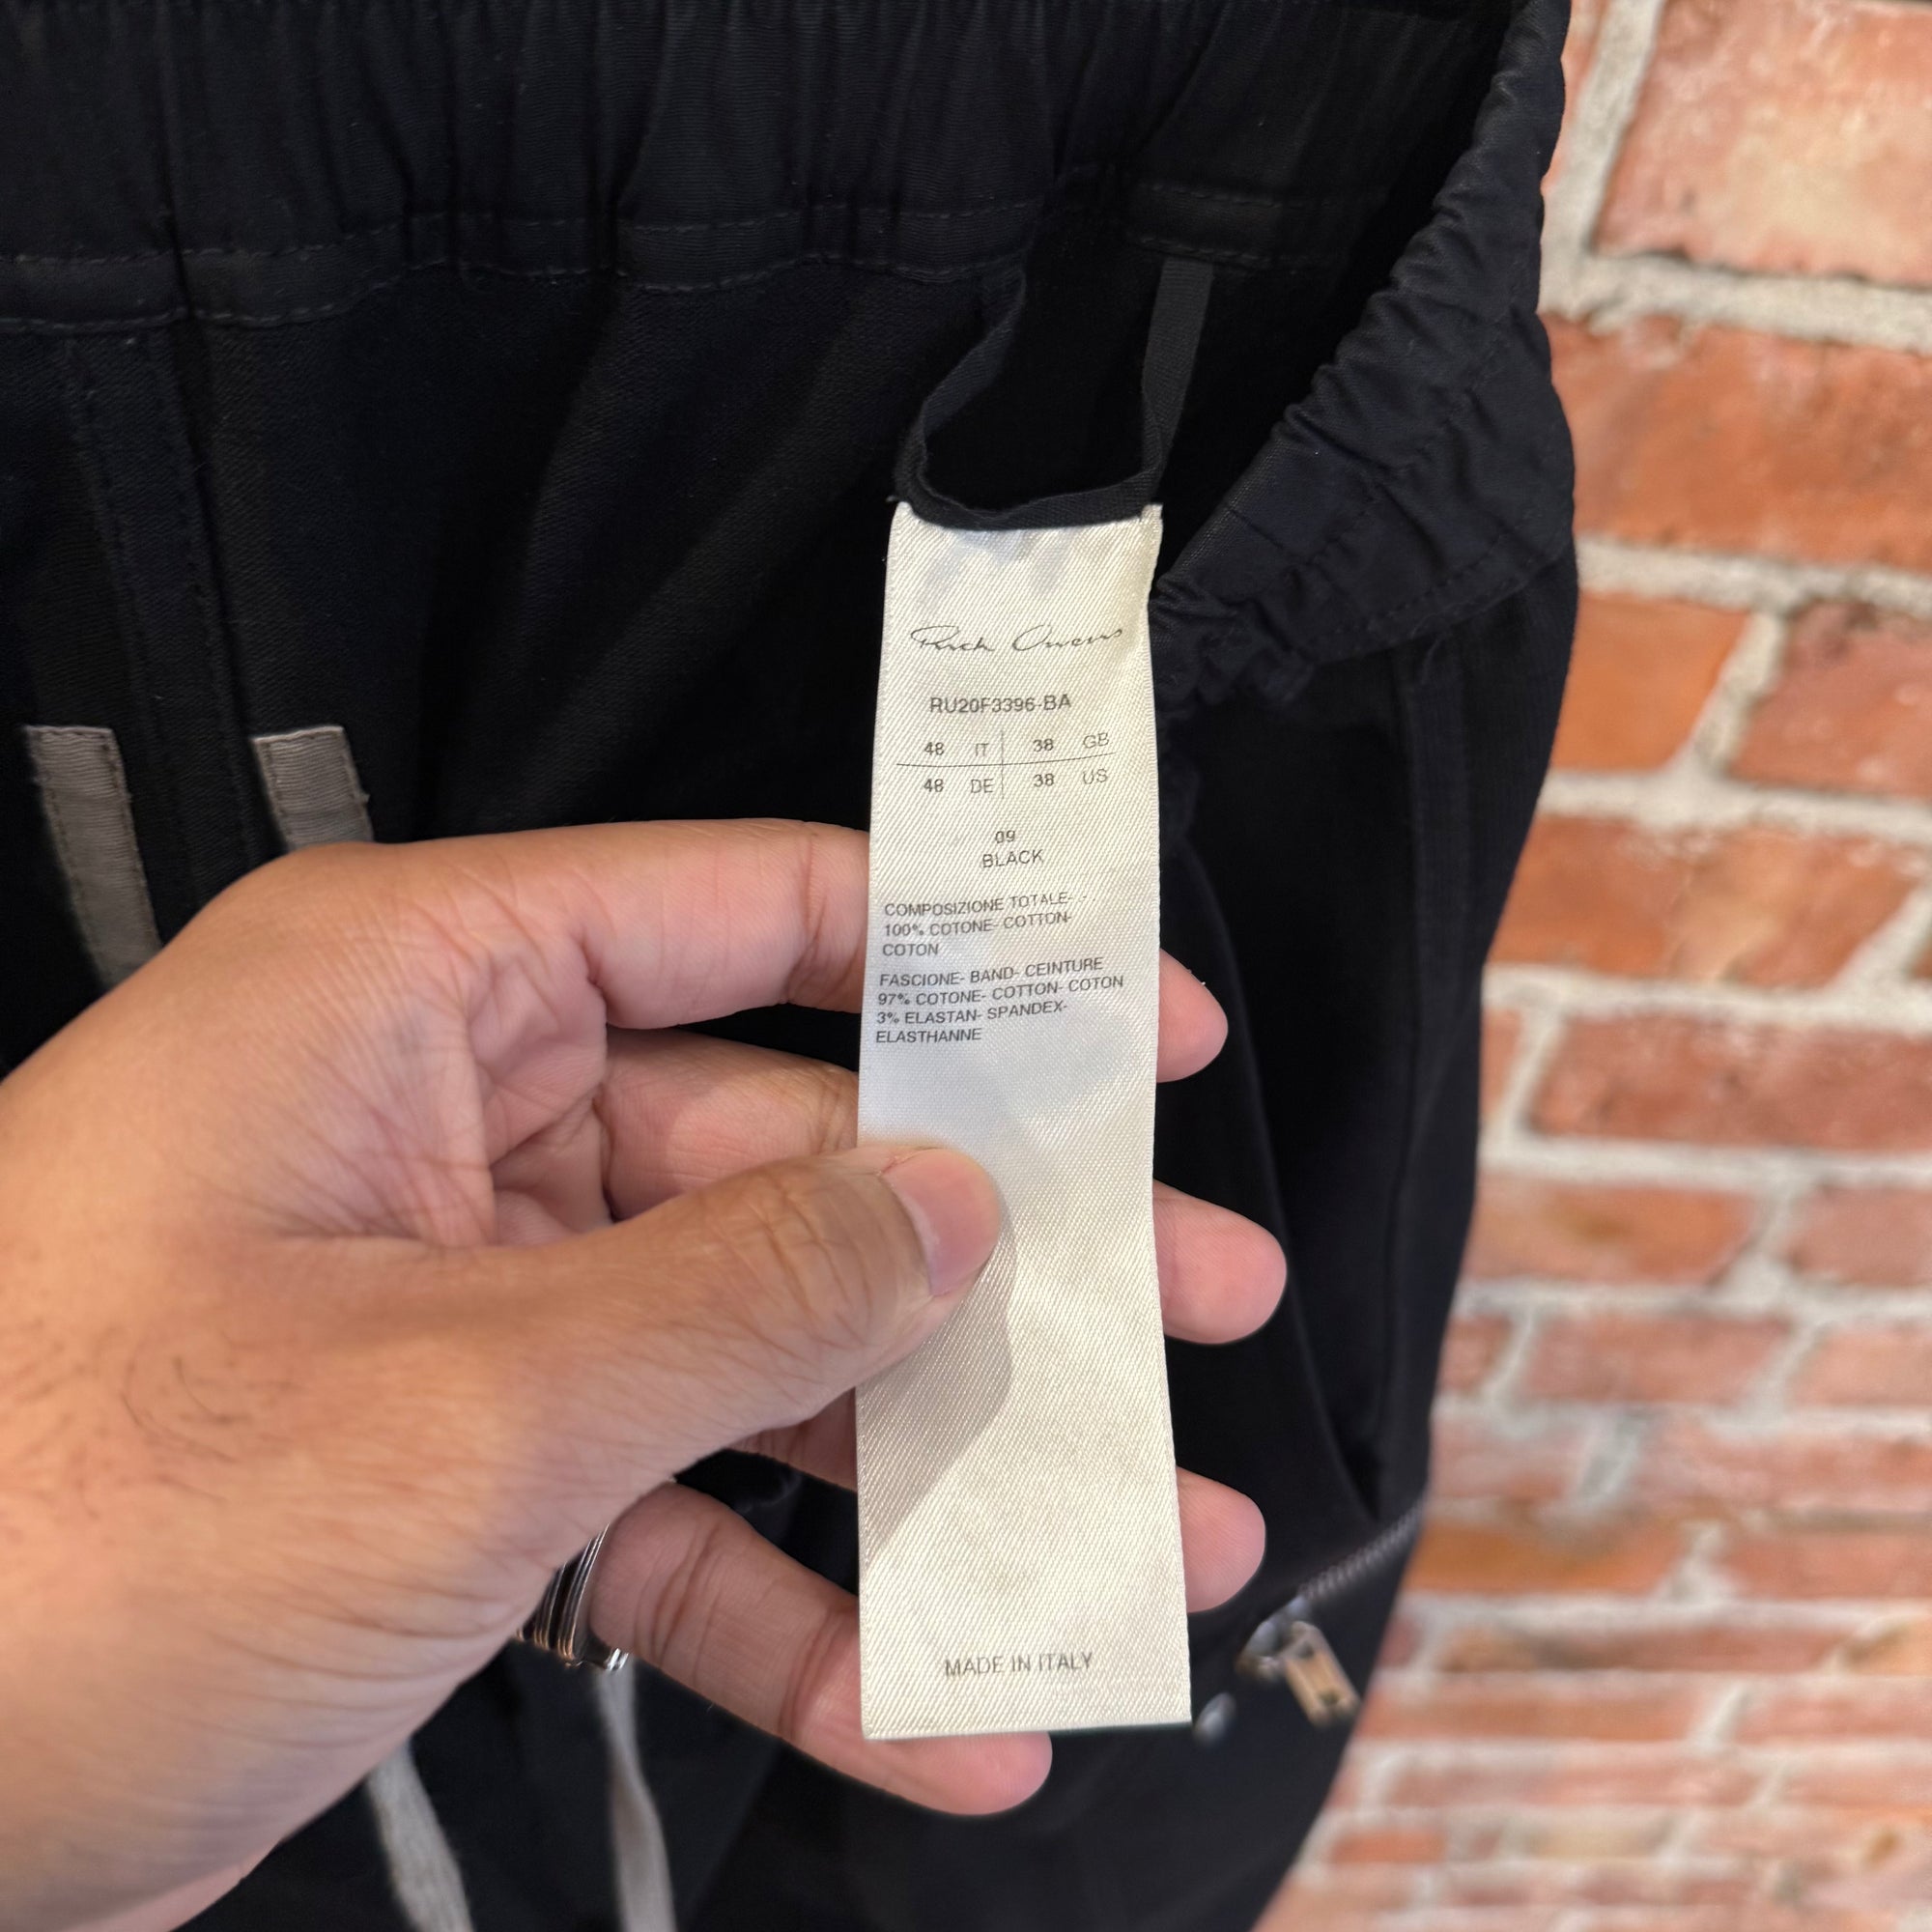 Rick Owens
RU20F3396-BA
48 IT 38 GB
48 DE 38 US
09
BLACK
COMPOSIZIONE TOTALE- -
100% COTONE- COTTON-
COTON
FASCIONE- BAND- CEINTURE
97% COTONE- COTTON- COTON
3% ELASTAN- SPANDEX-
ELASTHANNE
MADE IN ITALY